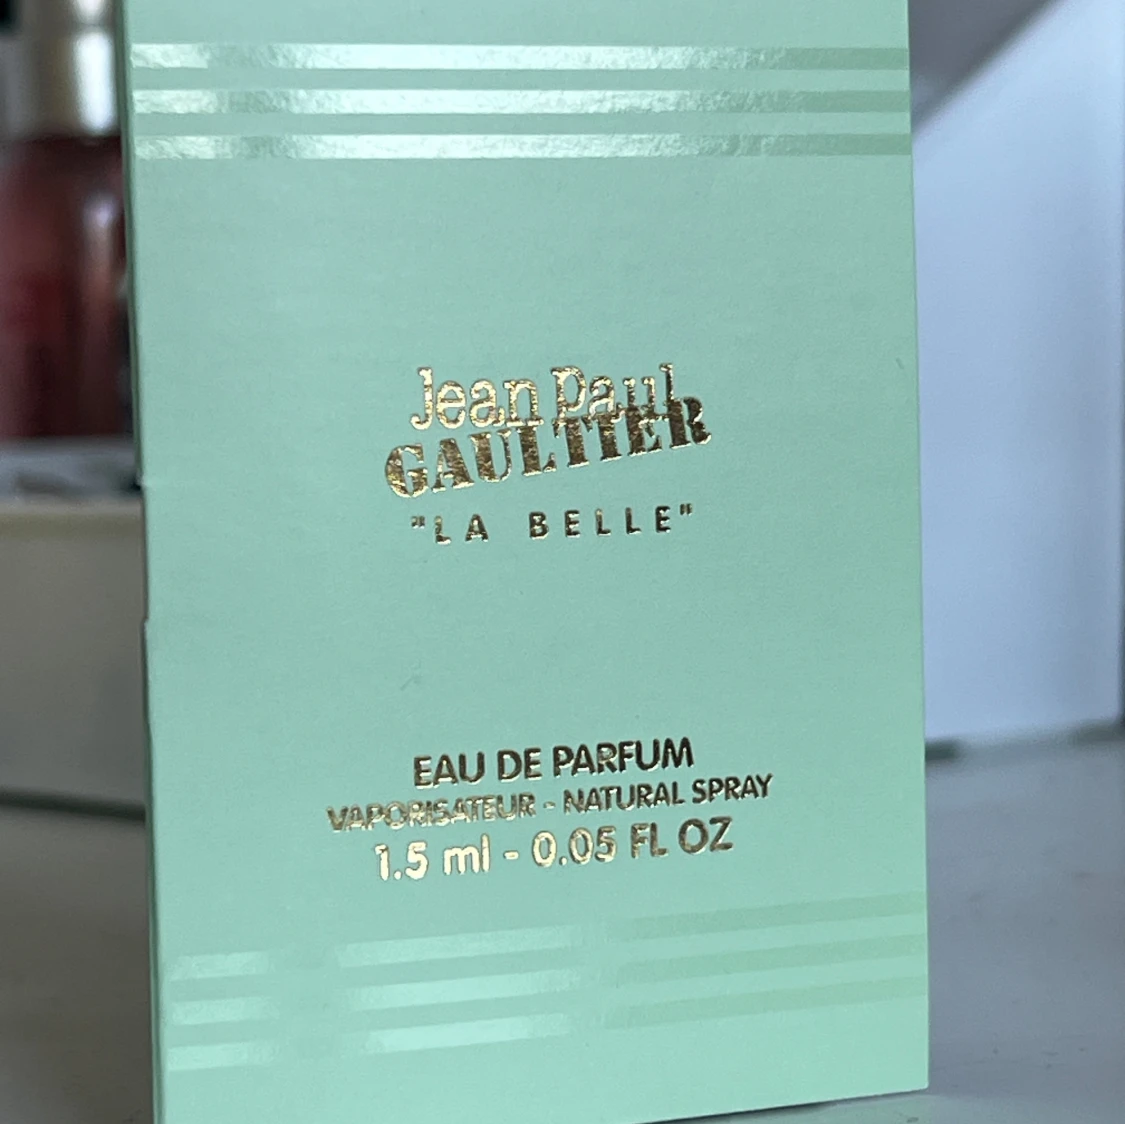 Jean Paul
GAULTIER
"LA BELLE"
EAU DE PARFUM
VAPORISATEUR - NATURAL SPRAY
1.5 ml - 0.05 FL OZ